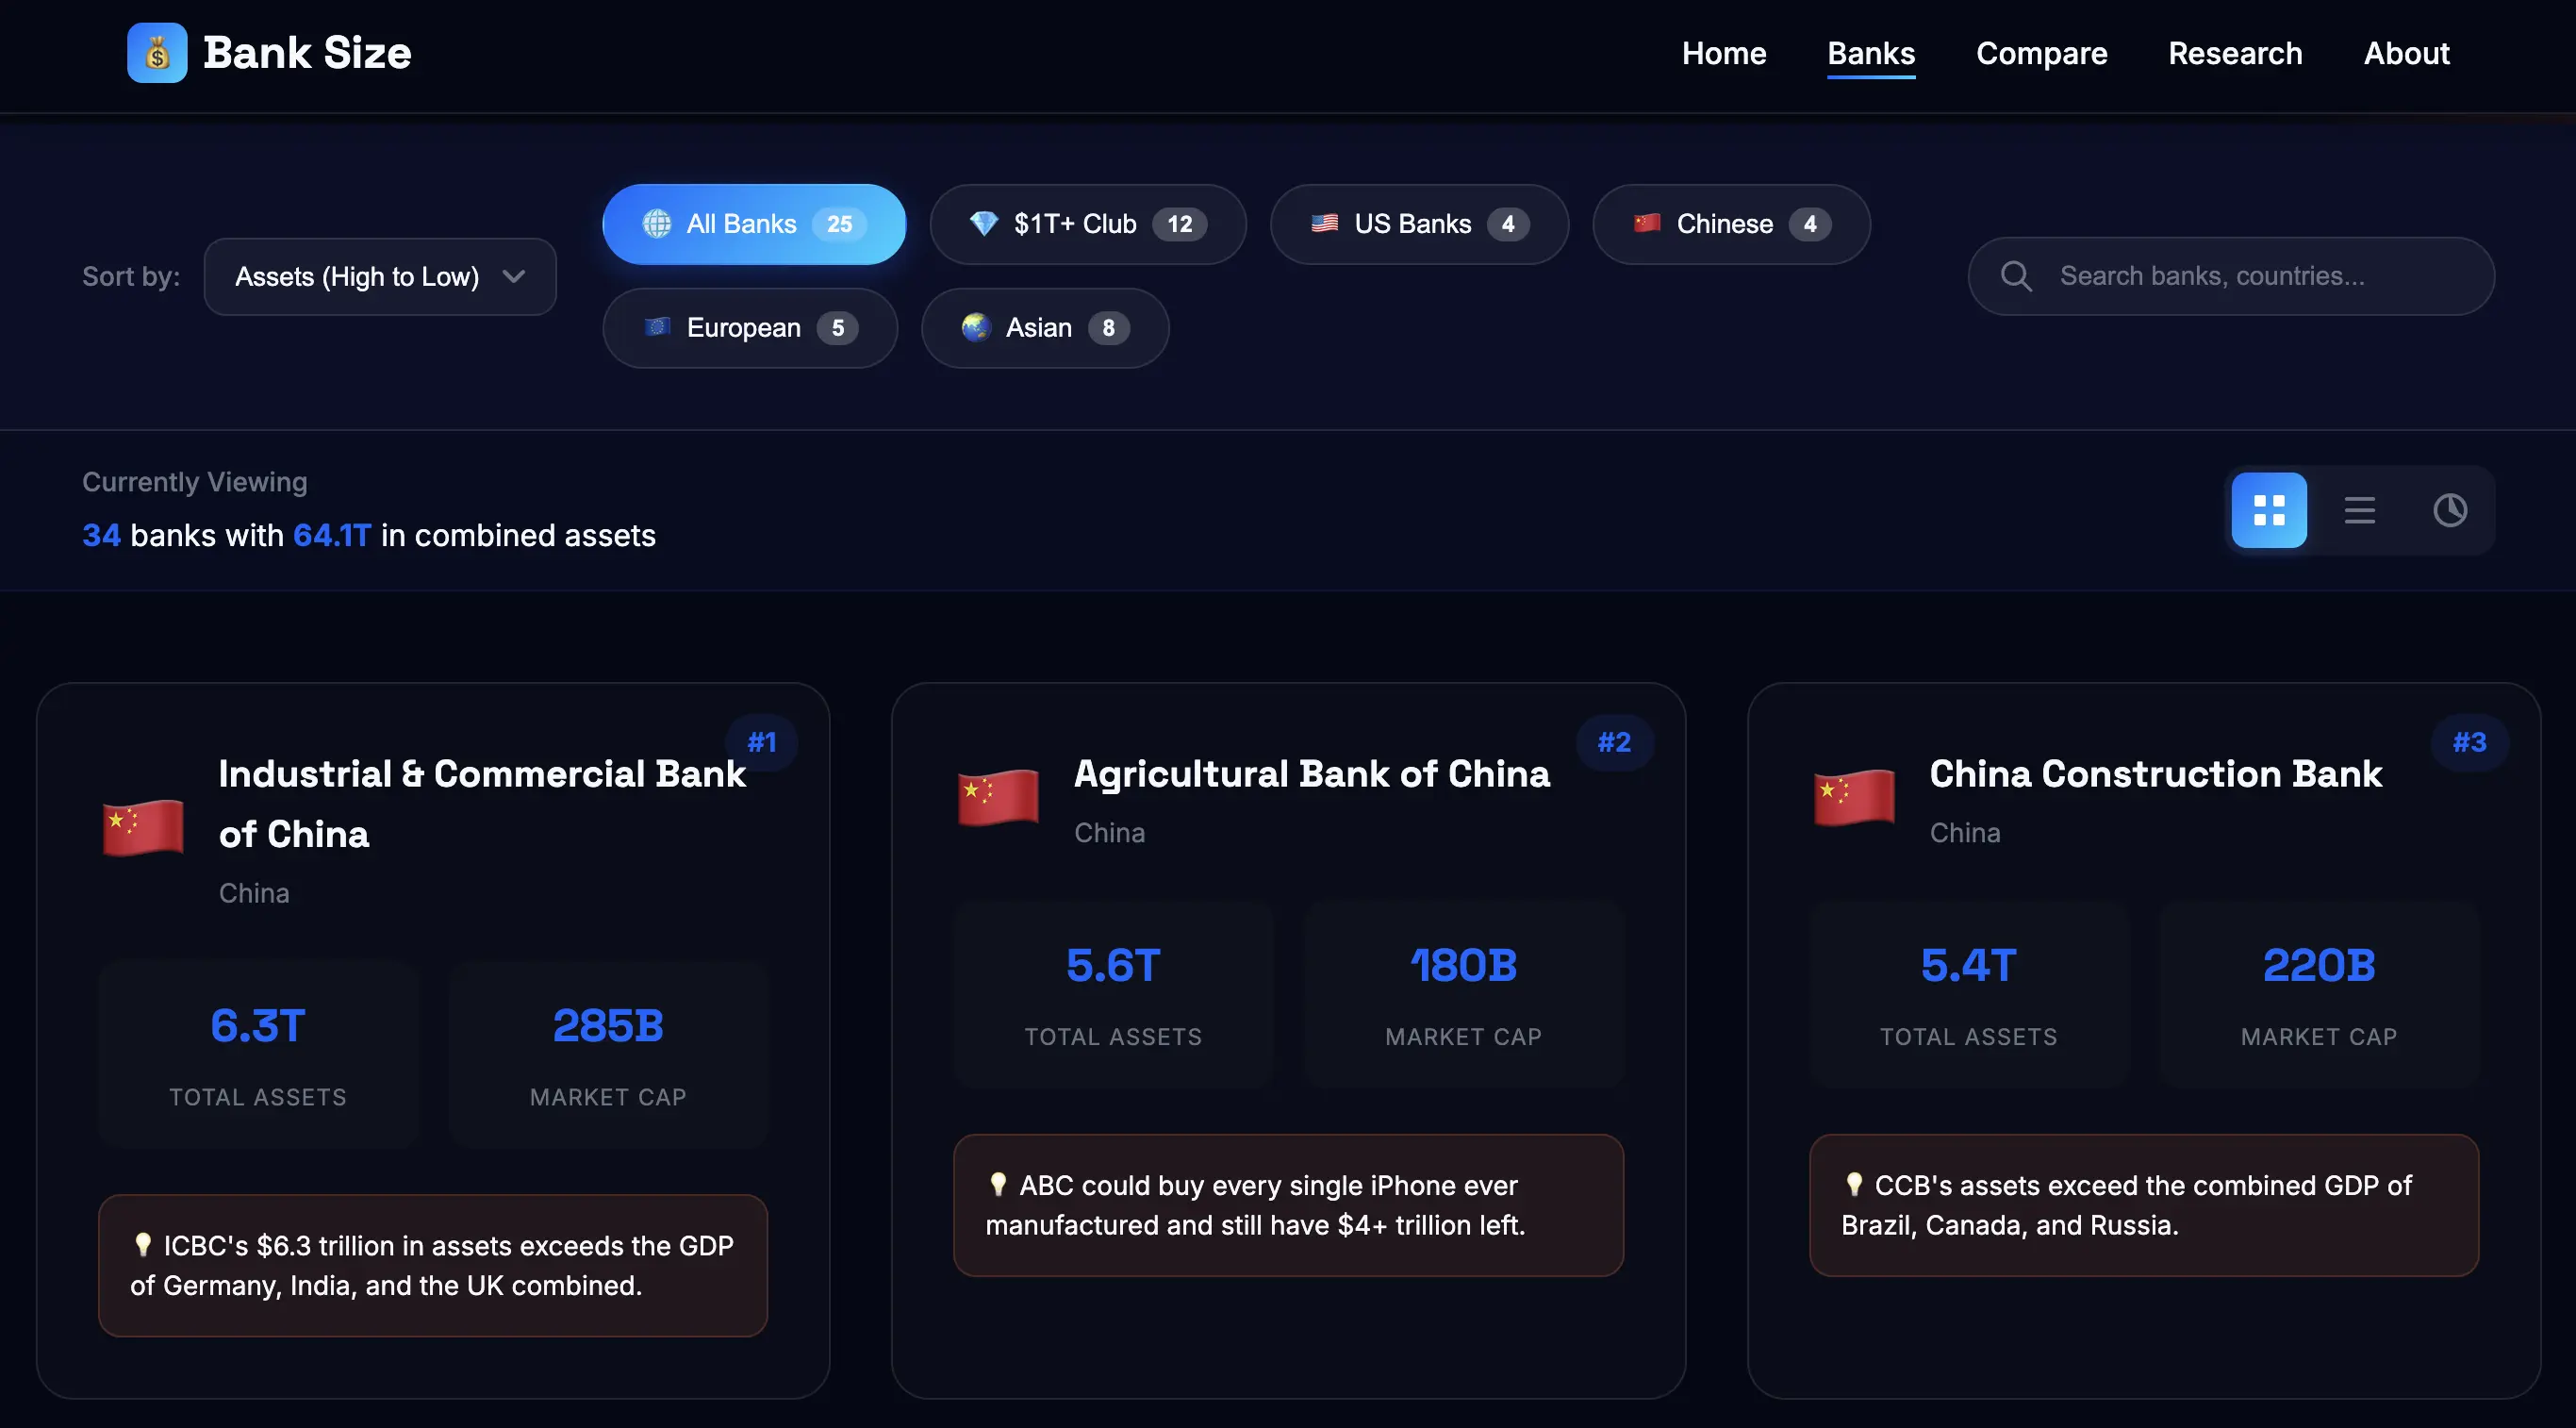 Bank Size
Home
Banks
Compare
Research
About
Sort by:
Assets (High to Low)
All Banks 25
$1T+ Club 12
US Banks 4
Chinese 4
European 5
Asian 8
Search banks, countries...
Currently Viewing
34 banks with 64.1T in combined assets
#1
Industrial & Commercial Bank
of China
China
6.3T
TOTAL ASSETS
285B
MARKET CAP
ICBC's $6.3 trillion in assets exceeds the GDP
of Germany, India, and the UK combined.
#2
Agricultural Bank of China
China
5.6T
TOTAL ASSETS
180B
MARKET CAP
ABC could buy every single iPhone ever
manufactured and still have $4+ trillion left.
#3
China Construction Bank
China
5.4T
TOTAL ASSETS
220B
MARKET CAP
CCB's assets exceed the combined GDP of
Brazil, Canada, and Russia.